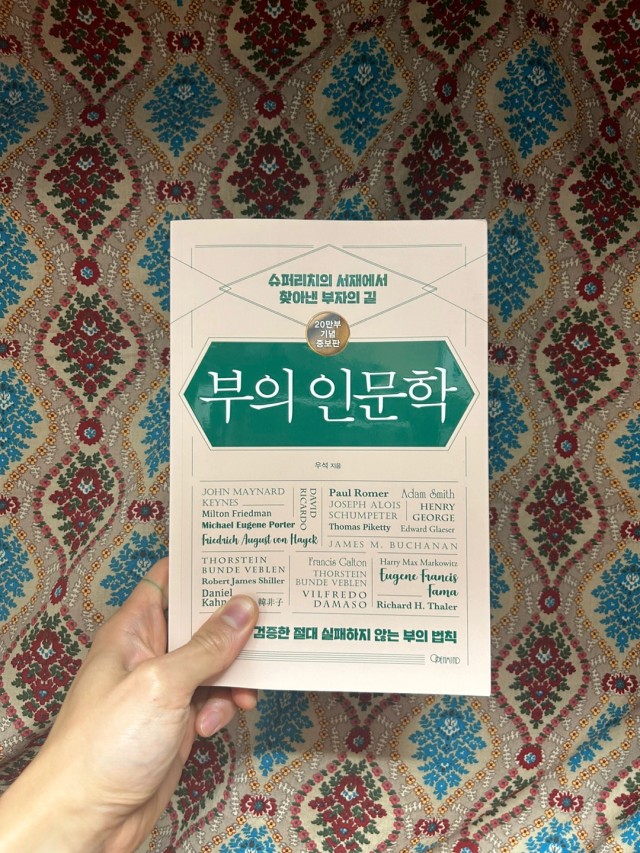 슈퍼리치의 서재에서
찾아낸 부자의 길
20만부
기념
증보판
부의 인문학
우석 지음
JOHN MAYNARD
KEYNES
Milton Friedman
Michael Eugene Porter
Friedrich August von Hayek
DAVID
RICARDO
Paul Romer
JOSEPH ALOIS
SCHUMPETER
Thomas Piketty
Adam Smith
HENRY
GEORGE
Edward Glaeser
JAMES M. BUCHANAN
THORSTEIN
BUNDE VEBLEN
Robert James Shiller
Daniel
Kahn
韓非子
Francis Galton
THORSTEIN
BUNDE VEBLEN
VILFREDO
DAMASO
Harry Max Markowitz
Eugene Francis
Fama
Richard H. Thaler
검증한 절대 실패하지 않는 부의 법칙
OPENMIND